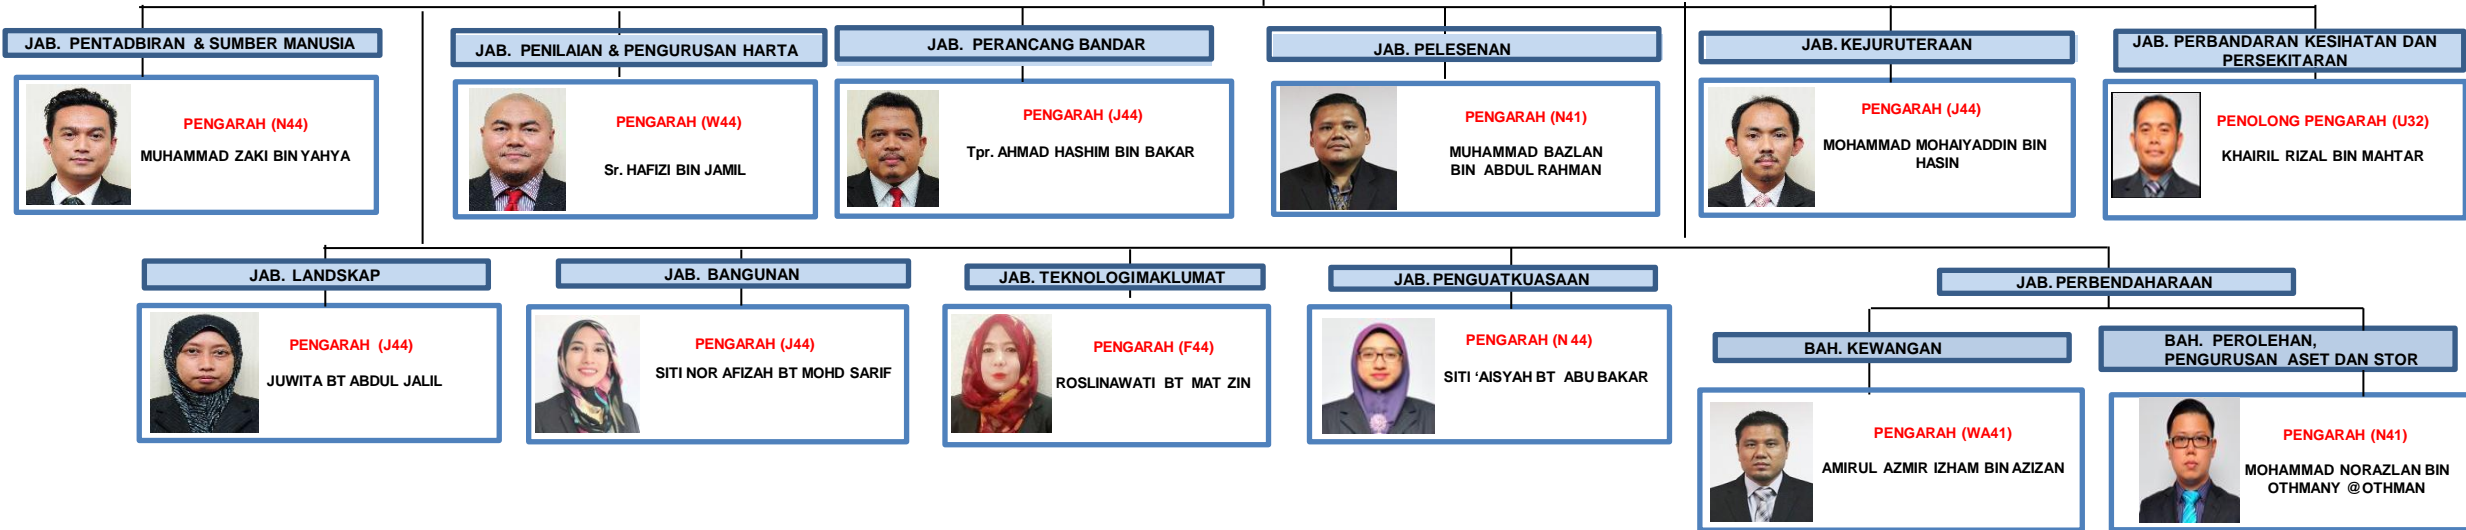 JAB. PENTADBIRAN & SUMBER MANUSIA
PENGARAH (N44)
MUHAMMAD ZAKI BIN YAHYA
JAB. PENILAIAN & PENGURUSAN HARTA
PENGARAH (W44)
Sr. HAFIZI BIN JAMIL
JAB. PERANCANG BANDAR
PENGARAH (J44)
Tpr. AHMAD HASHIM BIN BAKAR
JAB. PELESENAN
PENGARAH (N41)
MUHAMMAD BAZLAN
BIN ABDUL RAHMAN
JAB. KEJURUTERAAN
PENGARAH (J44)
MOHAMMAD MOHAIYADDIN BIN
HASIN
JAB. PERBANDARAN KESIHATAN DAN
PERSEKITARAN
PENOLONG PENGARAH (U32)
KHAIRIL RIZAL BIN MAHTAR
JAB. LANDSKAP
PENGARAH (J44)
JUWITA BT ABDUL JALIL
JAB. BANGUNAN
PENGARAH (J44)
SITI NOR AFIZAH BT MOHD SARIF
JAB. TEKNOLOGIMAKLUMAT
PENGARAH (F44)
ROSLINAWATI BT MAT ZIN
JAB. PENGUATKUASAAN
PENGARAH (N 44)
SITI ‘AISYAH BT ABU BAKAR
JAB. PERBENDAHARAAN
BAH. KEWANGAN
PENGARAH (WA41)
AMIRUL AZMIR IZHAM BIN AZIZAN
BAH. PEROLEHAN,
PENGURUSAN ASET DAN STOR
PENGARAH (N41)
MOHAMMAD NORAZLAN BIN
OTHMANY @OTHMAN